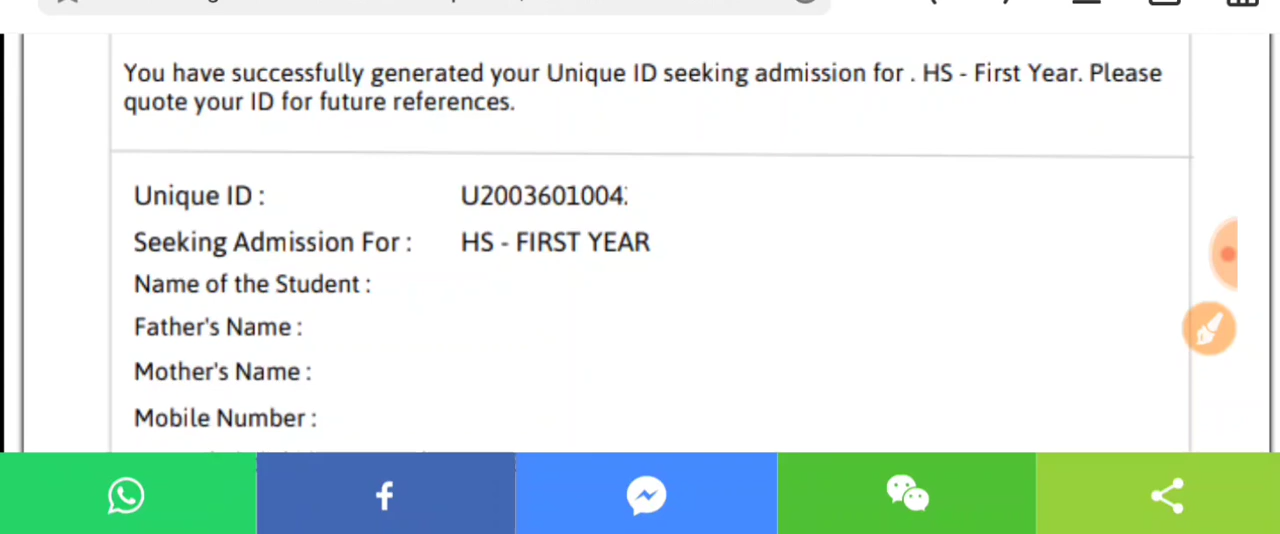 You have successfully generated your Unique ID seeking admission for . HS - First Year. Please
quote your ID for future references.
Unique ID : U2003601004
Seeking Admission For : HS - FIRST YEAR
Name of the Student :
Father's Name :
Mother's Name :
Mobile Number :